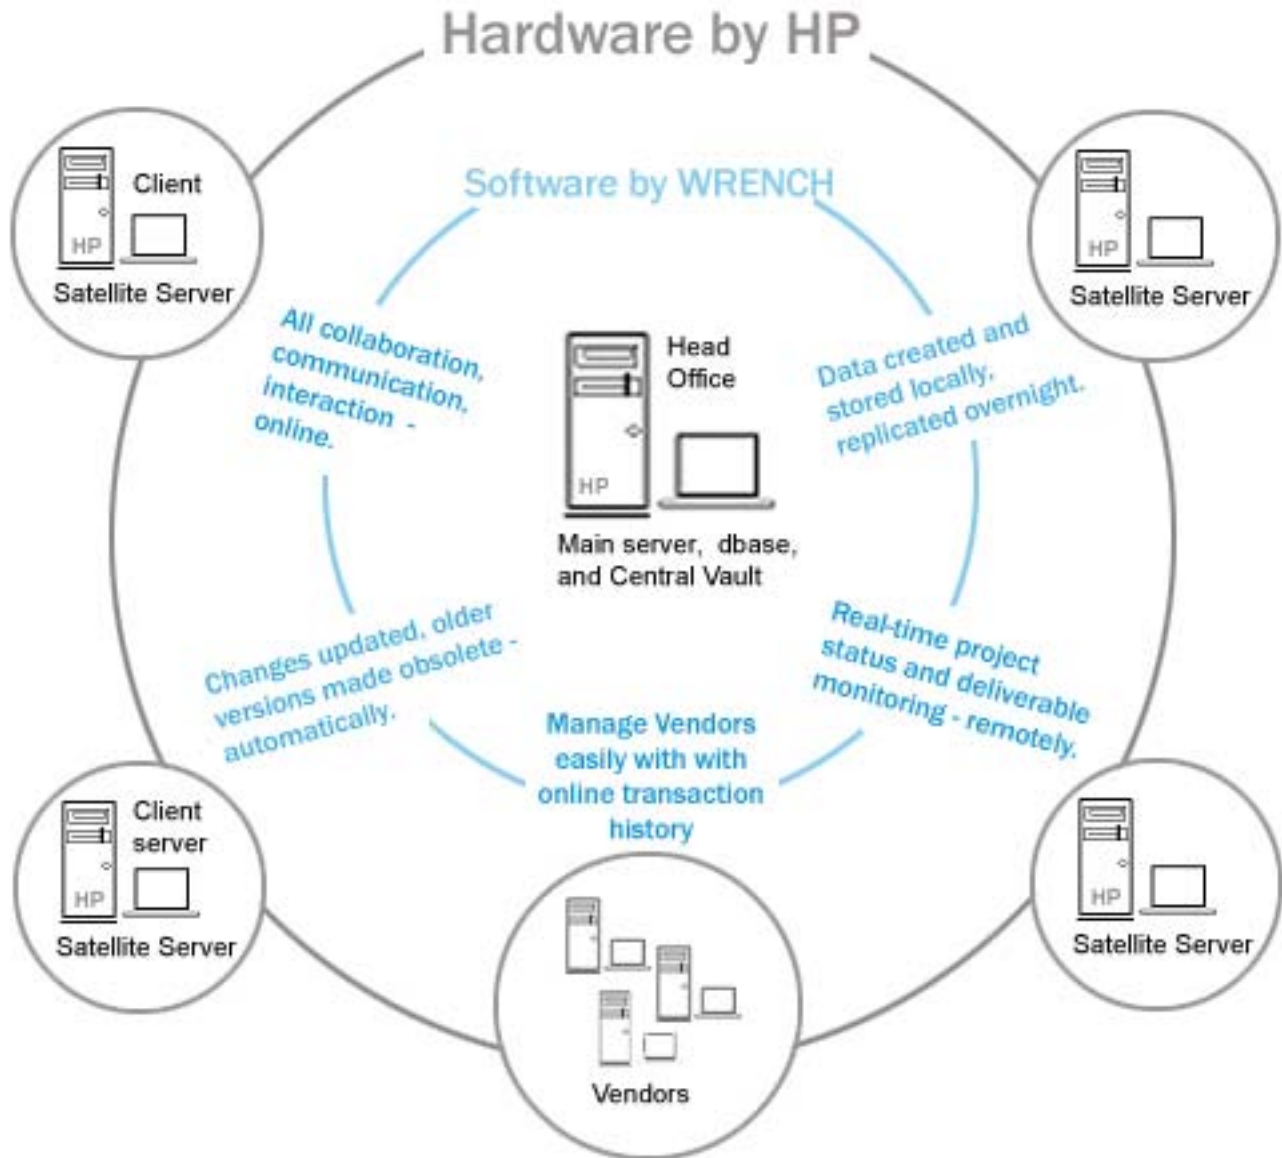 Hardware by HP
Software by WRENCH
Client
HP
Satellite Server
HP
Satellite Server
All collaboration,
communication,
interaction -
online.
Head
Office
HP
Main server, dbase,
and Central Vault
Data created and
stored locally,
replicated overnight.
Changes updated, older
versions made obsolete -
automatically.
Real-time project
status and deliverable
monitoring - remotely.
Manage Vendors
easily with with
online transaction
history
Client
server
HP
Satellite Server
HP
Satellite Server
Vendors